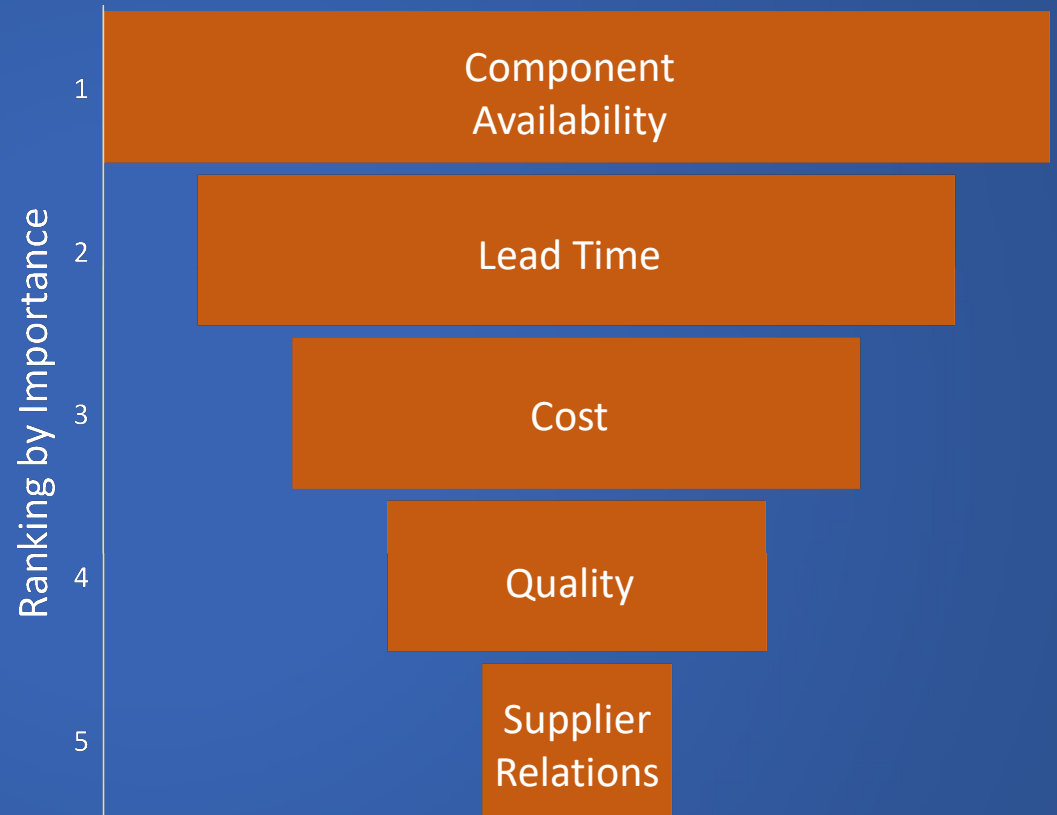 Ranking by Importance
1
Component
Availability
2
Lead Time
3
Cost
4
Quality
5
Supplier
Relations